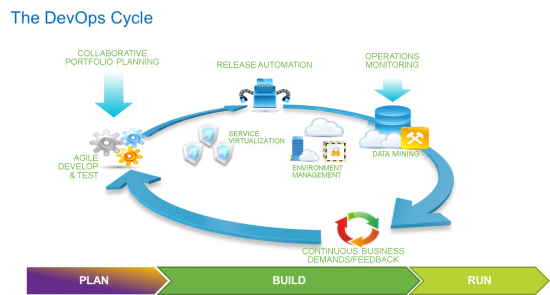 The DevOps Cycle
COLLABORATIVE
PORTFOLIO PLANNING
RELEASE AUTOMATION
OPERATIONS
MONITORING
SERVICE
VIRTUALIZATION
AGILE
DEVELOP
& TEST
ENVIRONMENT
MANAGEMENT
DATA MINING
CONTINUOUS BUSINESS
DEMANDS/FEEDBACK
PLAN
BUILD
RUN